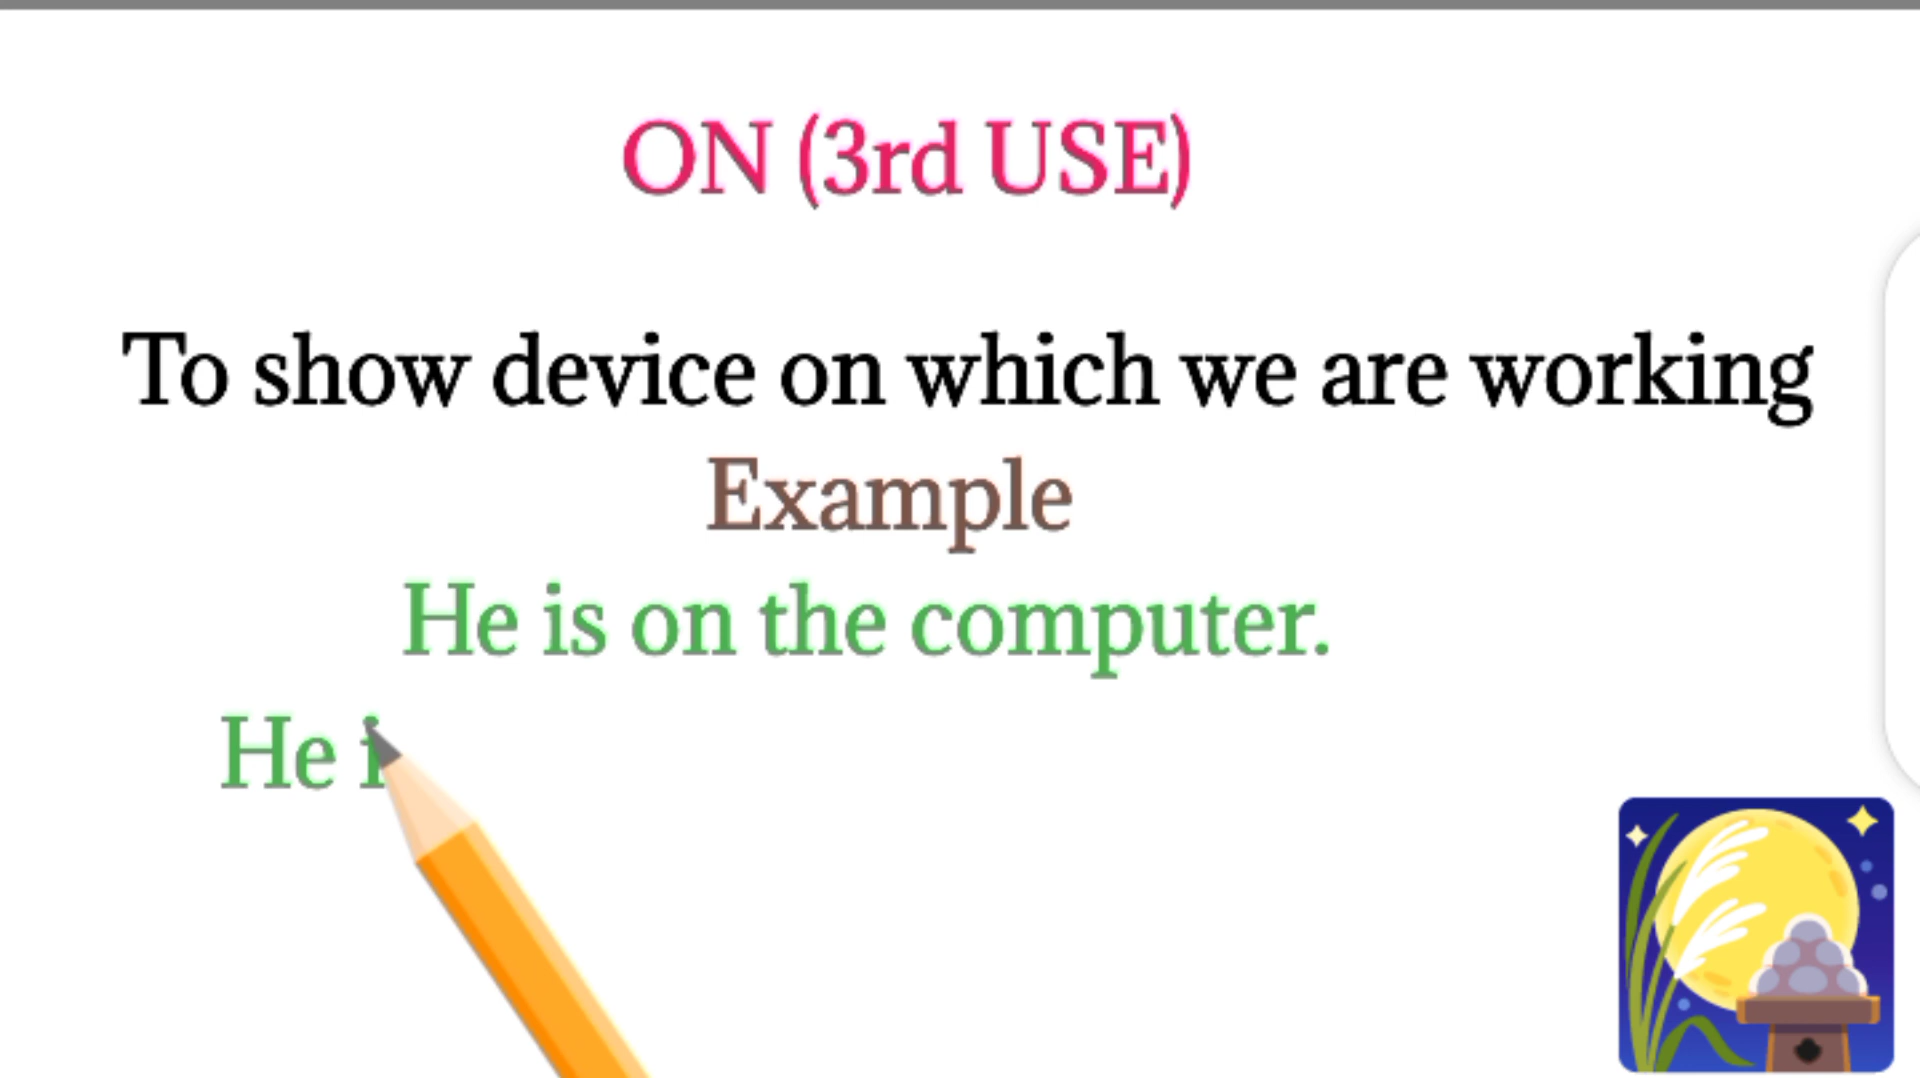 ON (3rd USE)
To show device on which we are working
Example
He is on the computer.
He i